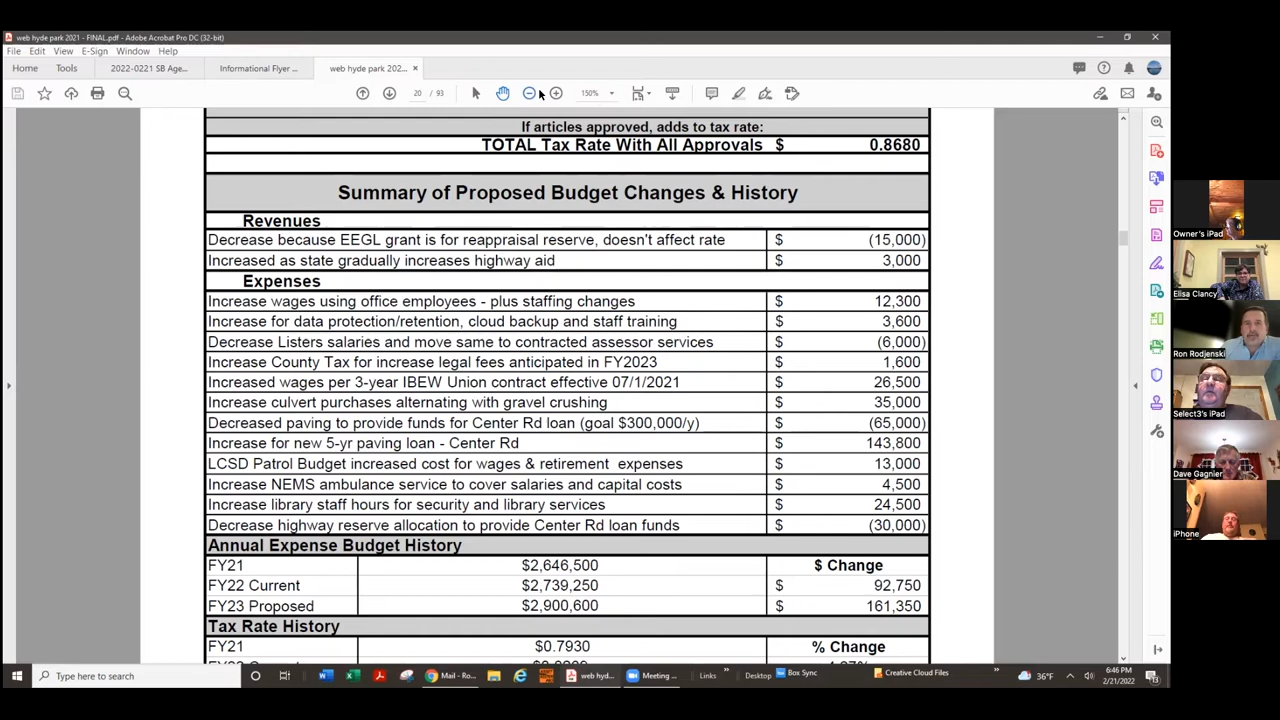 web hyde park 2021 - FINAL.pdf - Adobe Acrobat Pro DC (32-bit)
File Edit View E-Sign Window Help
Home Tools 2022-0221 SB Age... Informational Flyer ... web hyde park 202... ×
20 / 93 150%
If articles approved, adds to tax rate:
TOTAL Tax Rate With All Approvals $ 0.8680
Summary of Proposed Budget Changes & History
Revenues
Decrease because EEGL grant is for reappraisal reserve, doesn't affect rate $ (15,000)
Increased as state gradually increases highway aid $ 3,000
Expenses
Increase wages using office employees - plus staffing changes $ 12,300
Increase for data protection/retention, cloud backup and staff training $ 3,600
Decrease Listers salaries and move same to contracted assessor services $ (6,000)
Increase County Tax for increase legal fees anticipated in FY2023 $ 1,600
Increased wages per 3-year IBEW Union contract effective 07/1/2021 $ 26,500
Increase culvert purchases alternating with gravel crushing $ 35,000
Decreased paving to provide funds for Center Rd loan (goal $300,000/y) $ (65,000)
Increase for new 5-yr paving loan - Center Rd $ 143,800
LCSD Patrol Budget increased cost for wages & retirement expenses $ 13,000
Increase NEMS ambulance service to cover salaries and capital costs $ 4,500
Increase library staff hours for security and library services $ 24,500
Decrease highway reserve allocation to provide Center Rd loan funds $ (30,000)
Annual Expense Budget History
FY21 $2,646,500 $ Change
FY22 Current $2,739,250 $ 92,750
FY23 Proposed $2,900,600 $ 161,350
Tax Rate History
FY21 $0.7930 % Change
Owner's iPad
Elisa Clancy
Ron Rodjenski
Select3's iPad
Dave Gagnier
iPhone
Type here to search
Mail - Ro...
web hyd...
Meeting ...
Links
Desktop
Box Sync
Creative Cloud Files
36°F
6:46 PM
2/21/2022